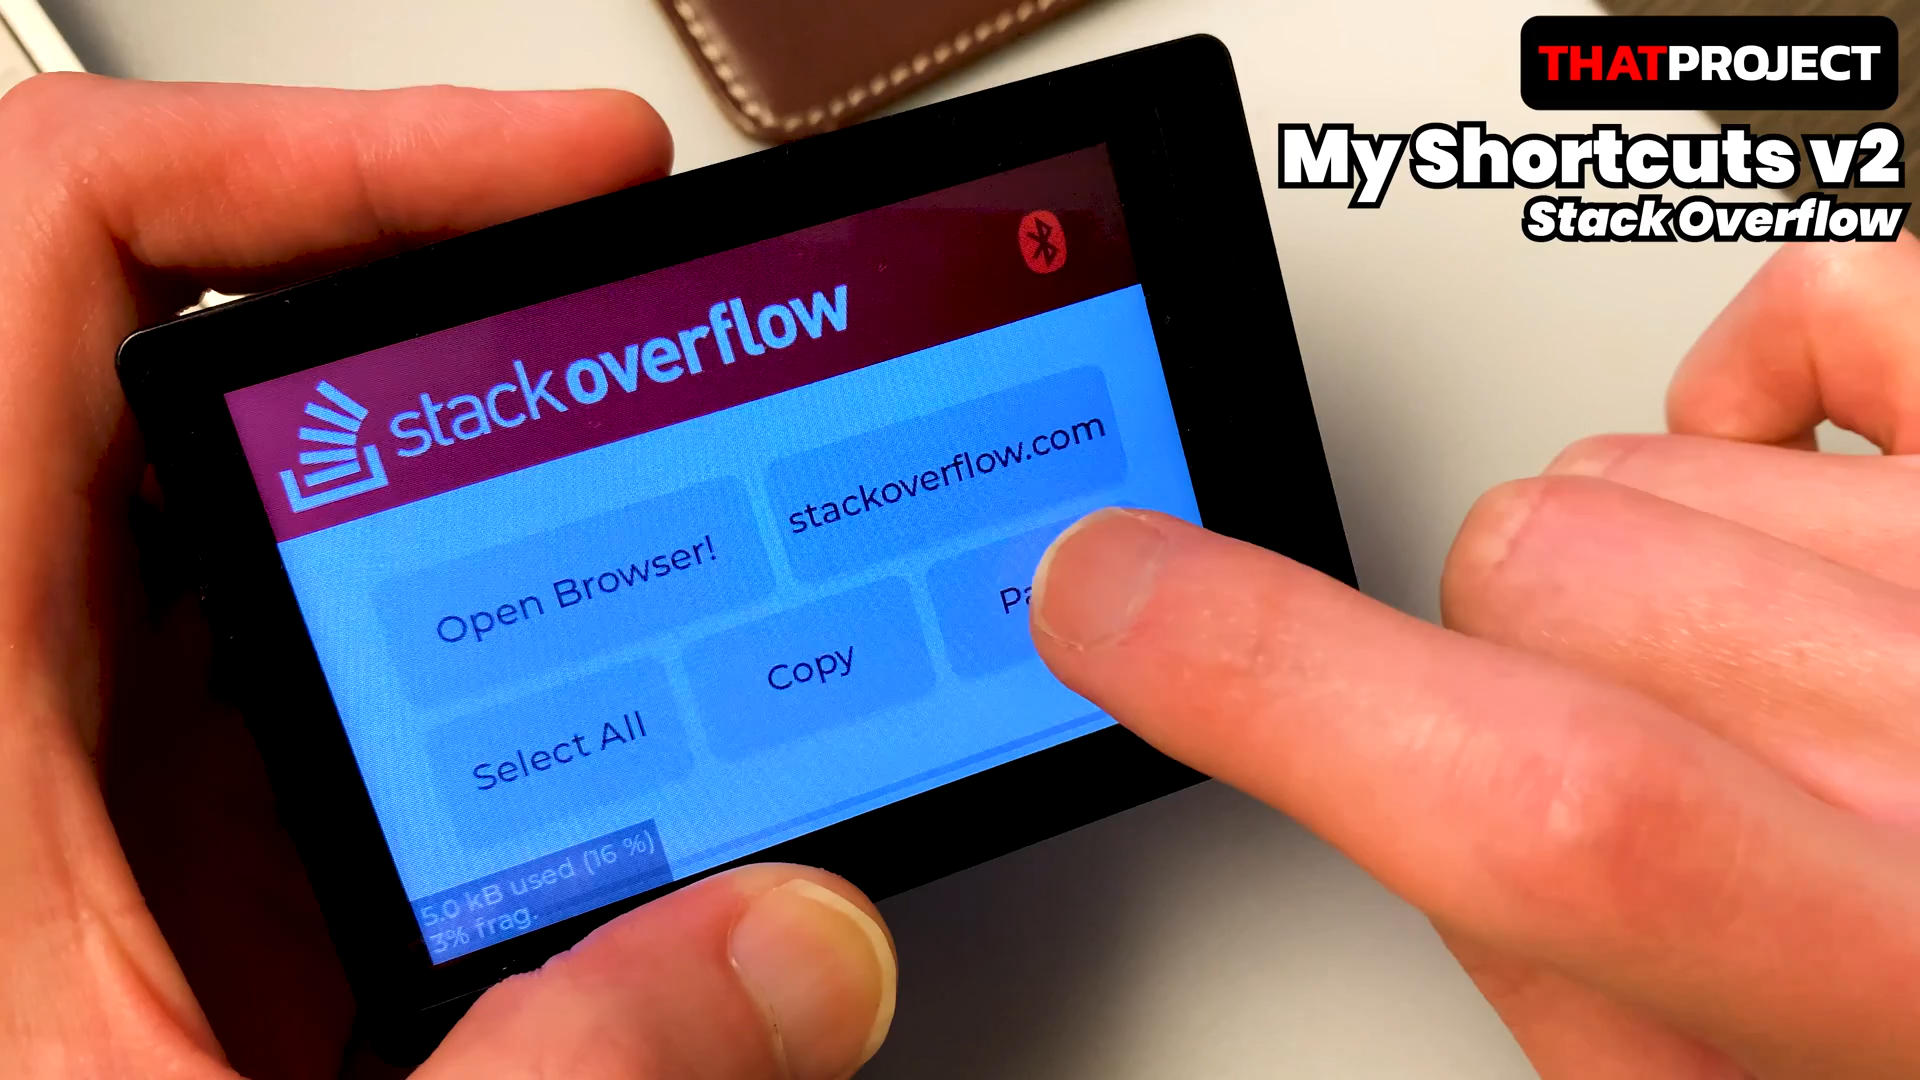 THATPROJECT
My Shortcuts v2
Stack Overflow
stackoverflow
Open Browser!
stackoverflow.com
Select All
Copy
5.0 kB used (16 %)
3% frag.